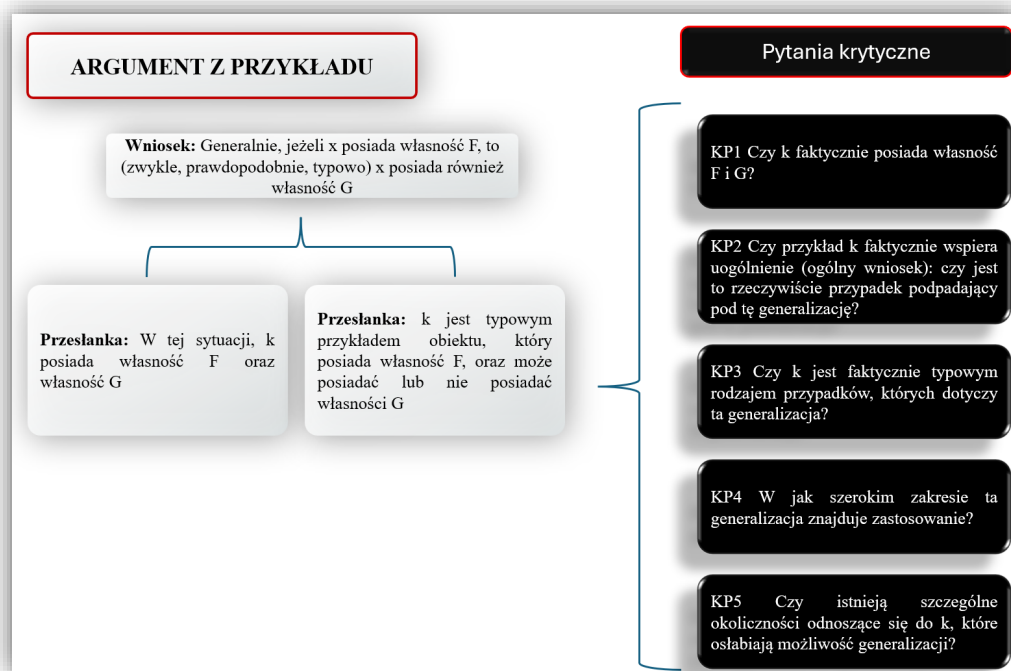 ARGUMENT Z PRZYKŁADU
Wniosek: Generalnie, jeżeli x posiada własność F, to
(zwykle, prawdopodobnie, typowo) x posiada również
własność G
Przesłanka: W tej sytuacji, k
posiada własność F oraz
własność G
Przesłanka: k jest typowym
przykładem obiektu, który
posiada własność F, oraz może
posiadać lub nie posiadać
własności G
Pytania krytyczne
KP1 Czy k faktycznie posiada własność
F i G?
KP2 Czy przykład k faktycznie wspiera
uogólnienie (ogólny wniosek): czy jest
to rzeczywiście przypadek podpadający
pod tę generalizację?
KP3 Czy k jest faktycznie typowym
rodzajem przypadków, których dotyczy
ta generalizacja?
KP4 W jak szerokim zakresie ta
generalizacja znajduje zastosowanie?
KP5 Czy istnieją szczególne
okoliczności odnoszące się do k, które
osłabiają możliwość generalizacji?